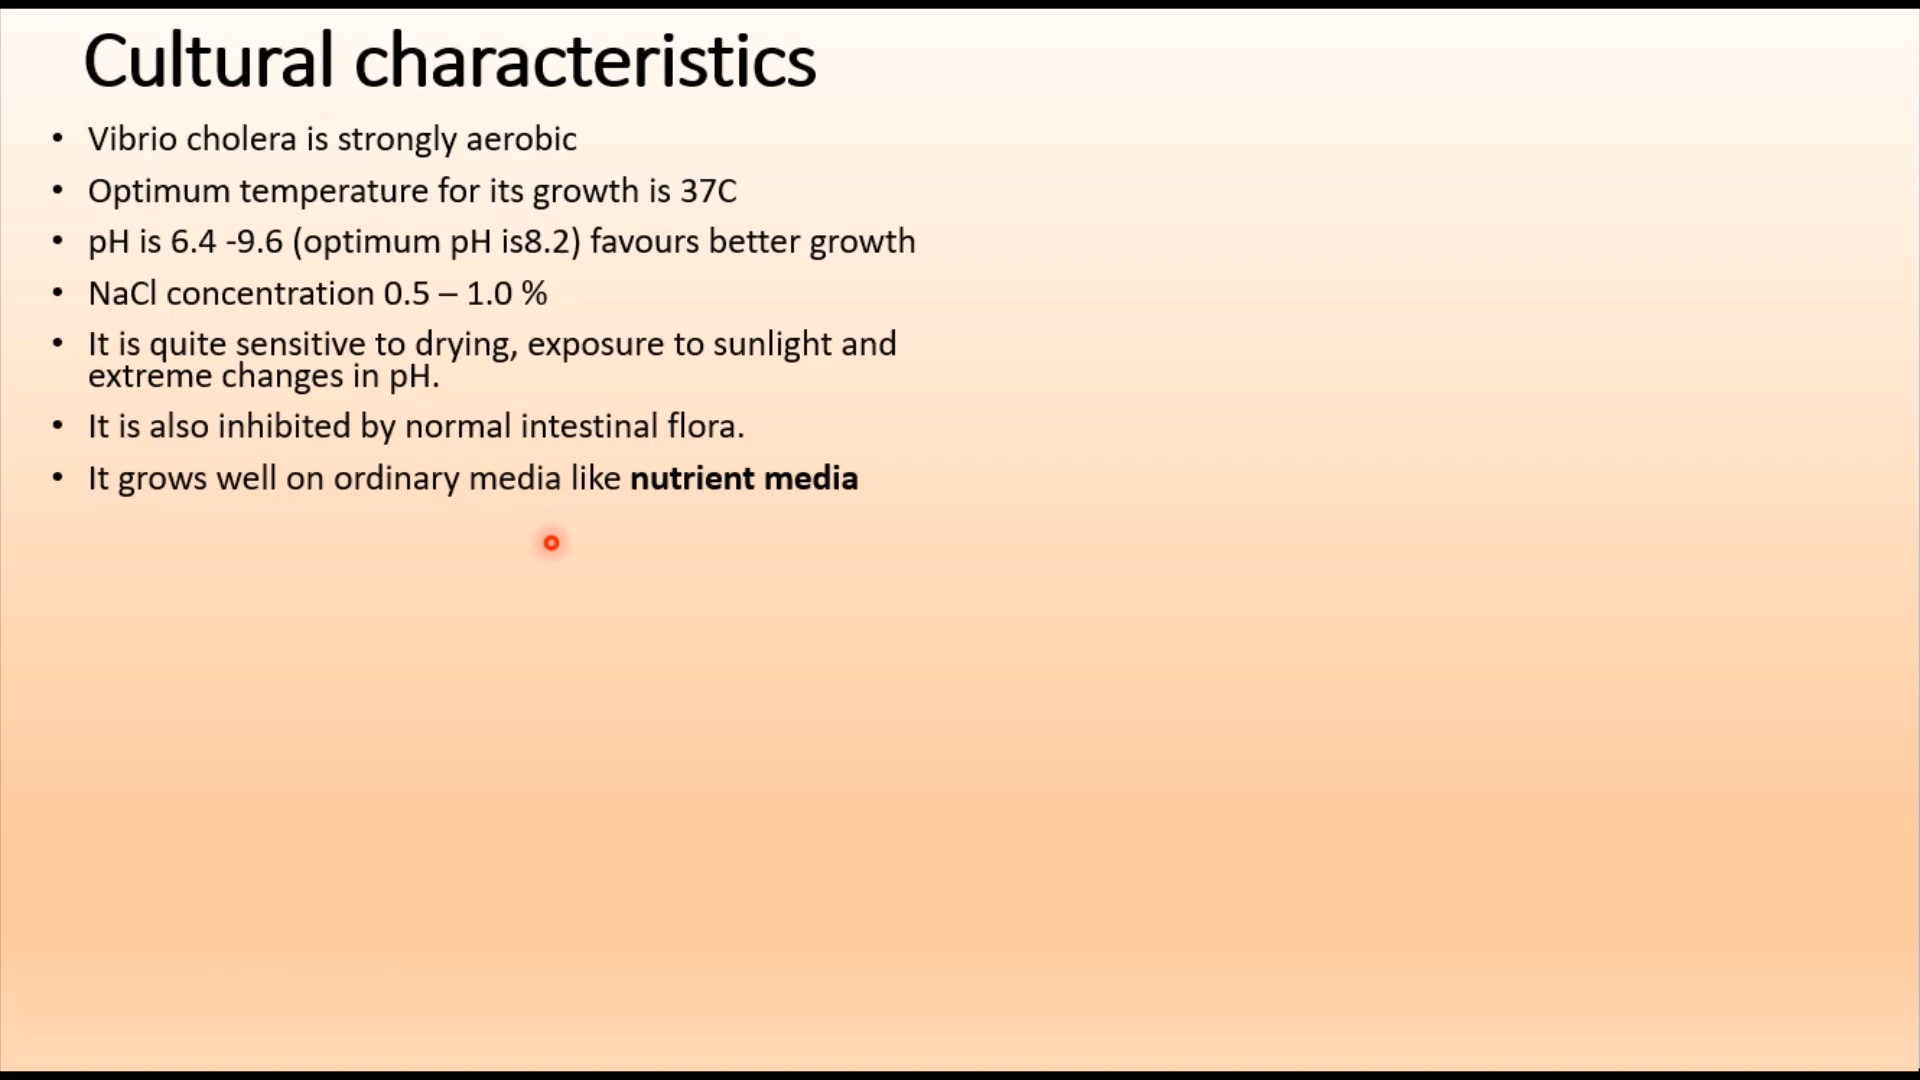 Cultural characteristics
• Vibrio cholera is strongly aerobic
• Optimum temperature for its growth is 37C
• pH is 6.4 -9.6 (optimum pH is8.2) favours better growth
• NaCl concentration 0.5 – 1.0 %
• It is quite sensitive to drying, exposure to sunlight and
extreme changes in pH.
• It is also inhibited by normal intestinal flora.
• It grows well on ordinary media like nutrient media